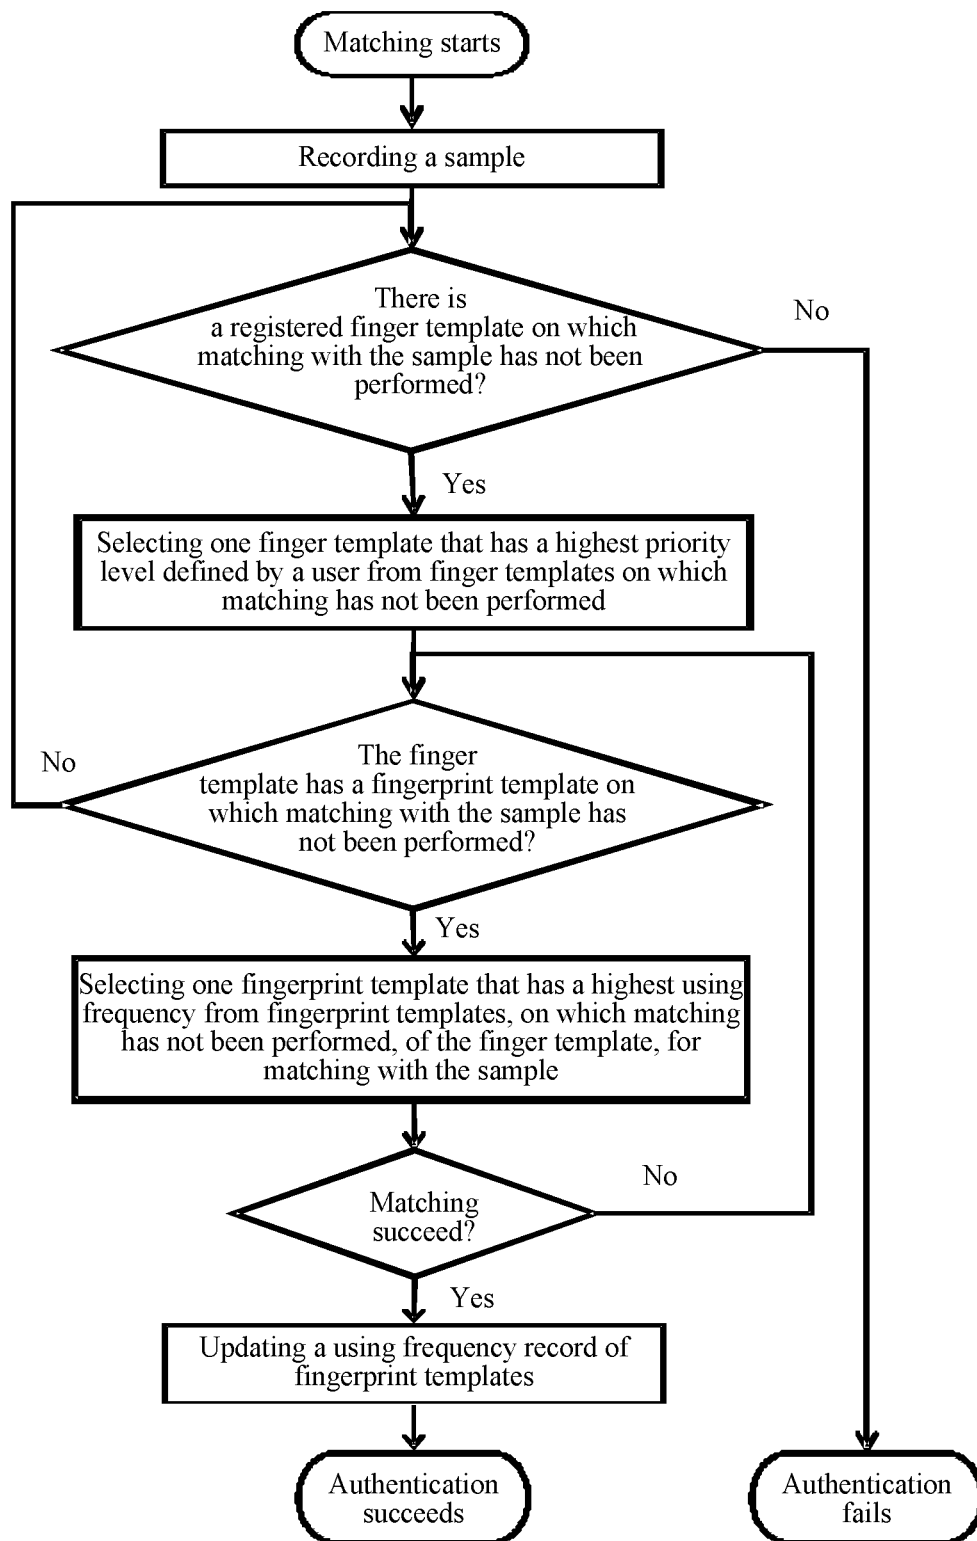 Matching starts
Recording a sample
There is
a registered finger template on which
matching with the sample has not been
performed?
No
Yes
Selecting one finger template that has a highest priority
level defined by a user from finger templates on which
matching has not been performed
No
The finger
template has a fingerprint template on
which matching with the sample has
not been performed?
Yes
Selecting one fingerprint template that has a highest using
frequency from fingerprint templates, on which matching
has not been performed, of the finger template, for
matching with the sample
No
Matching
succeed?
Yes
Updating a using frequency record of
fingerprint templates
Authentication
succeeds
Authentication
fails